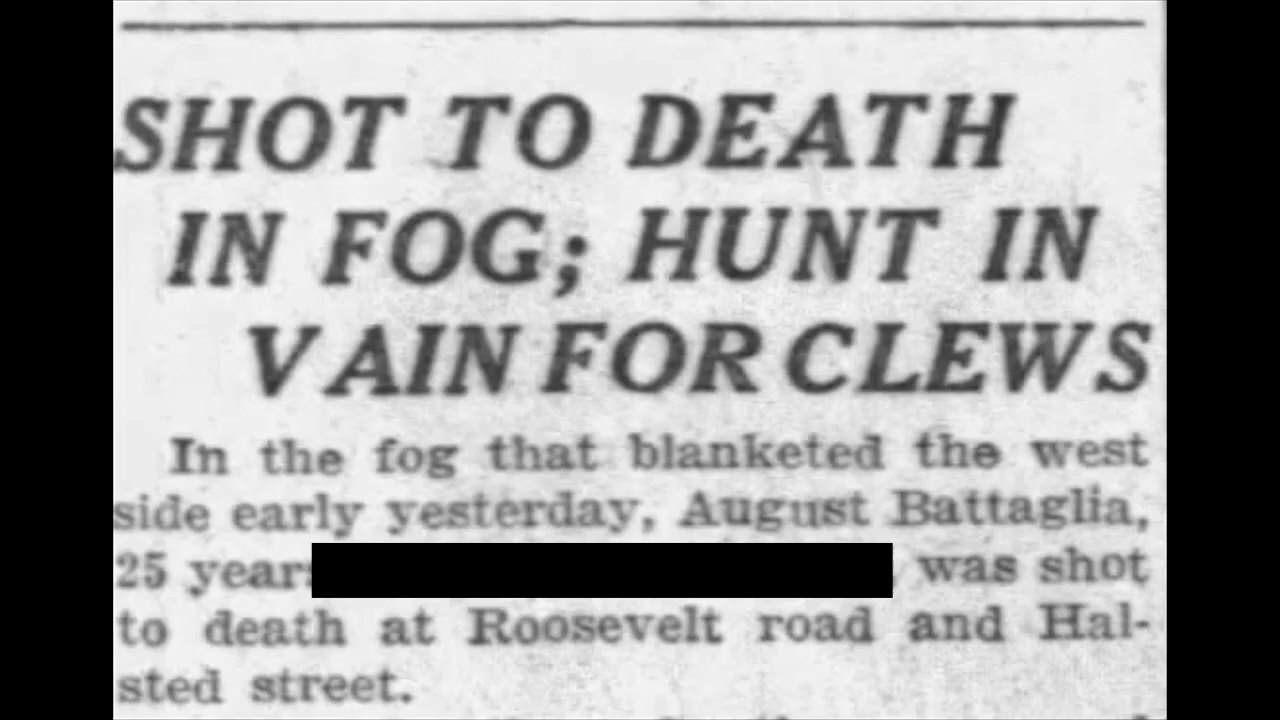 SHOT TO DEATH
IN FOG; HUNT IN
VAIN FOR CLEWS
In the fog that blanketed the west
side early yesterday, August Battaglia,
25 years was shot
to death at Roosevelt road and Hal-
sted street.